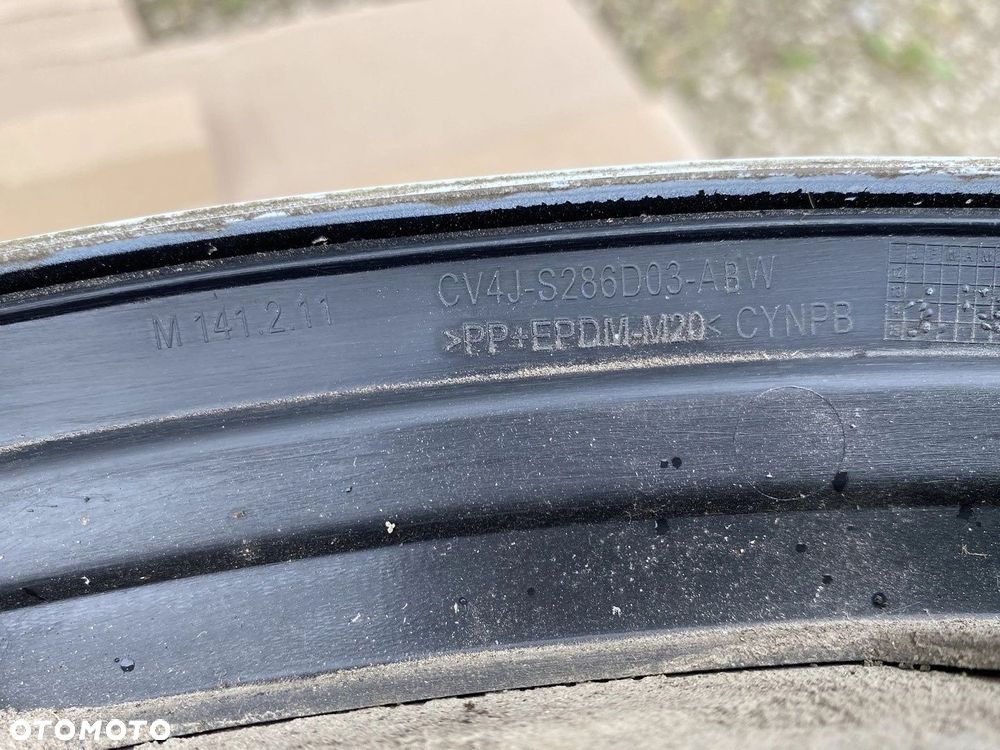 CV4J-S286D03-ABW
M 141.2.11
>PP+EPDM-M20< CYNPB
OTOMOTO